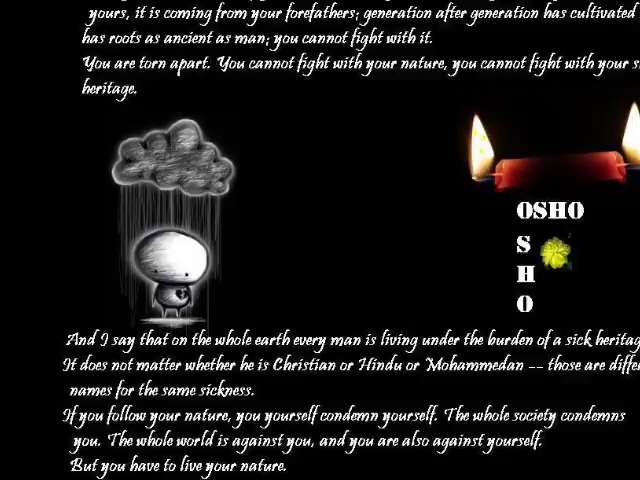 yours, it is coming from your forefathers; generation after generation has cultivated
has roots as ancient as man; you cannot fight with it.
You are torn apart. You cannot fight with your nature, you cannot fight with your
heritage.
OSHO
S
H
O
And I say that on the whole earth every man is living under the burden of a sick
It does not matter whether he is Christian or Hindu or Mohammedan -- those are
names for the same sickness.
If you follow your nature, you yourself condemn yourself. The whole society condemns
you. The whole world is against you, and you are also against yourself.
But you have to live your nature.